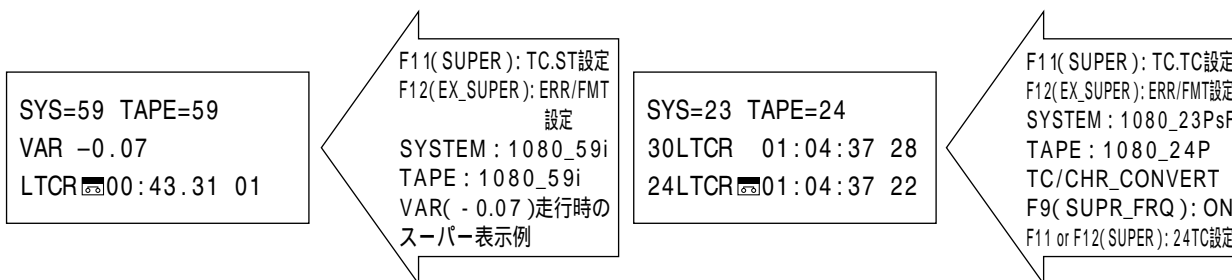 SYS=59 TAPE=59
VAR –0.07
LTCR 00:43.31 01
F11(SUPER):TC.ST設定
F12(EX_SUPER):ERR/FMT
設定
SYSTEM:1080_59i
TAPE:1080_59i
VAR(-0.07)走行時の
スーパー表示例
SYS=23 TAPE=24
30LTCR 01:04:37 28
24LTCR 01:04:37 22
F11(SUPER):TC.TC設定
F12(EX_SUPER):ERR/FMT設定
SYSTEM:1080_23PsF
TAPE:1080_24P
TC/CHR_CONVERT
F9(SUPR_FRQ):ON
F11 or F12(SUPER):24TC設定